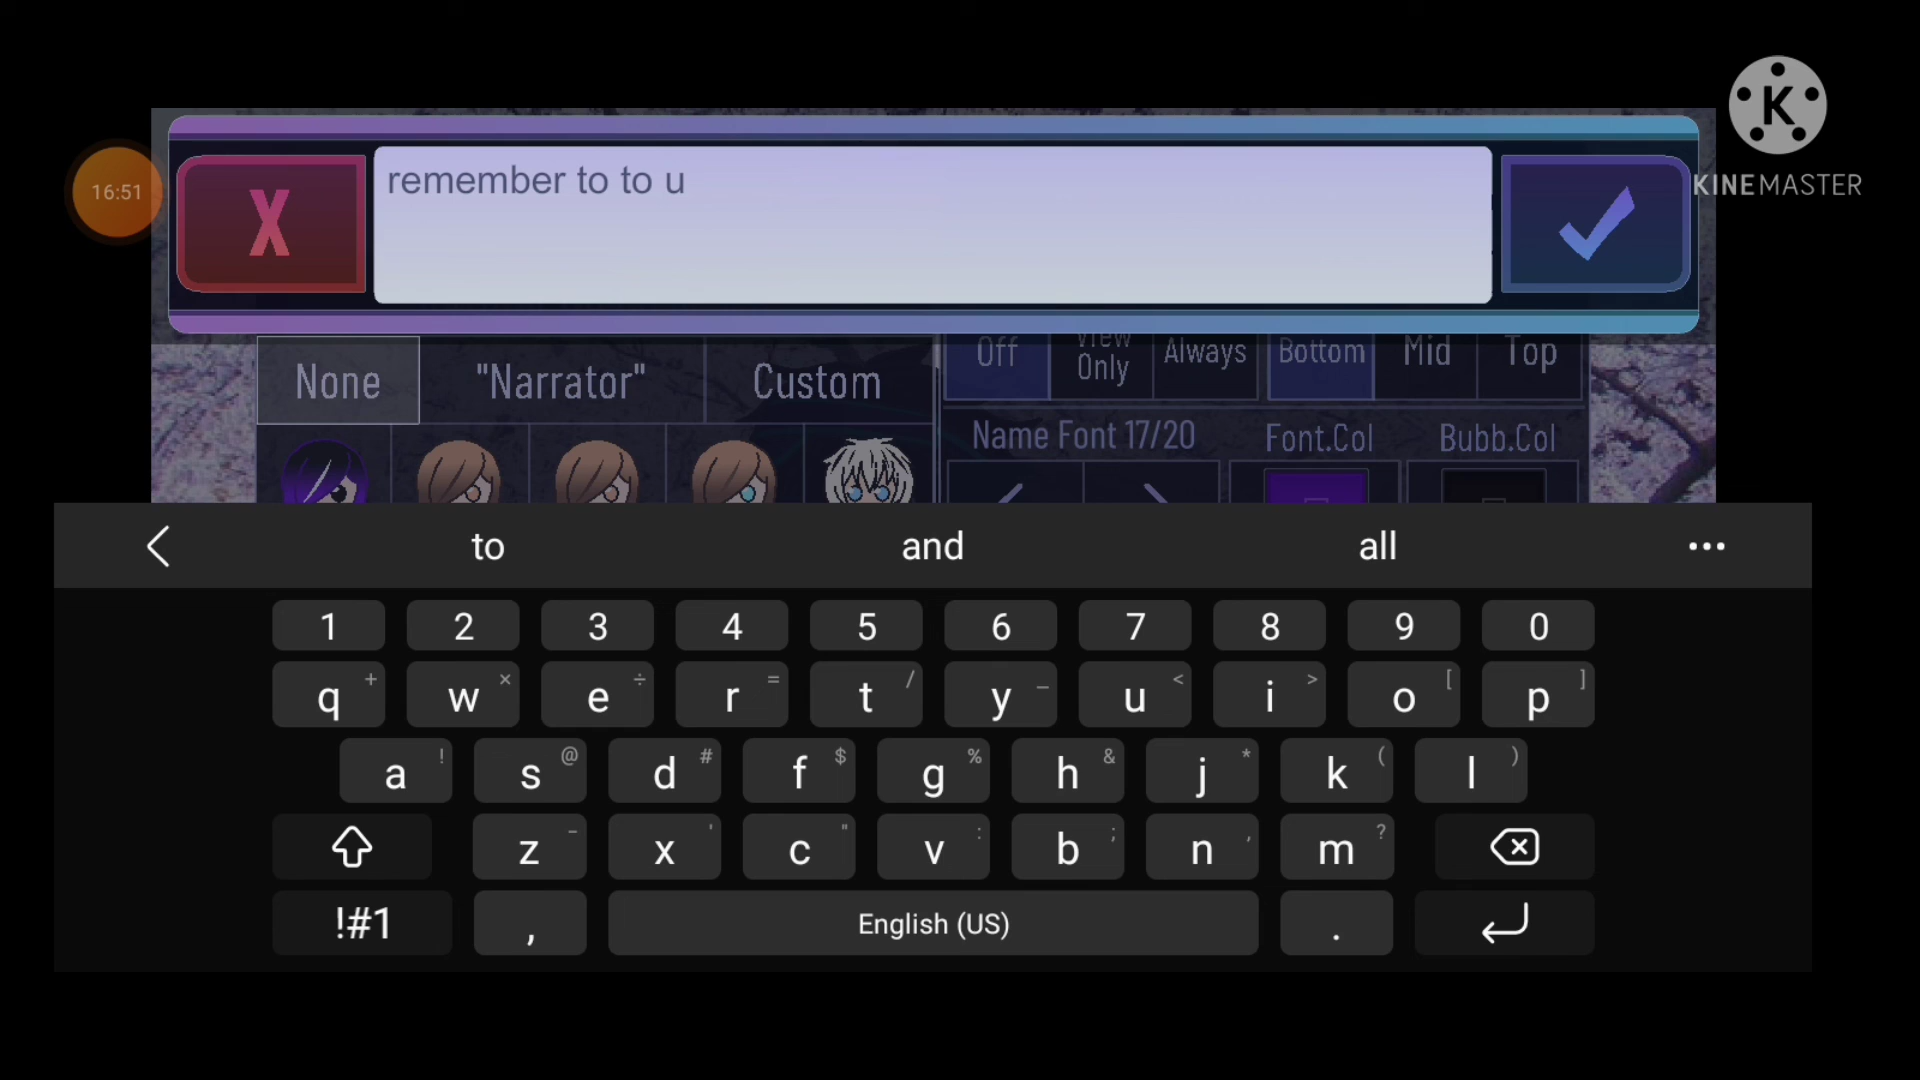 KINEMASTER
16:51
X
remember to to u
None
"Narrator"
Custom
Off
View Only
Always
Bottom
Mid
Top
Name Font 17/20
Font.Col
Bubb.Col
to
and
all
...
1 2 3 4 5 6 7 8 9 0
q + w × e ÷ r = t / y _ u < i > o [ p ]
a ! s @ d # f $ g % h & j * k ( l )
z - x ' c " v : b ; n , m ?
!#1 , English (US) .